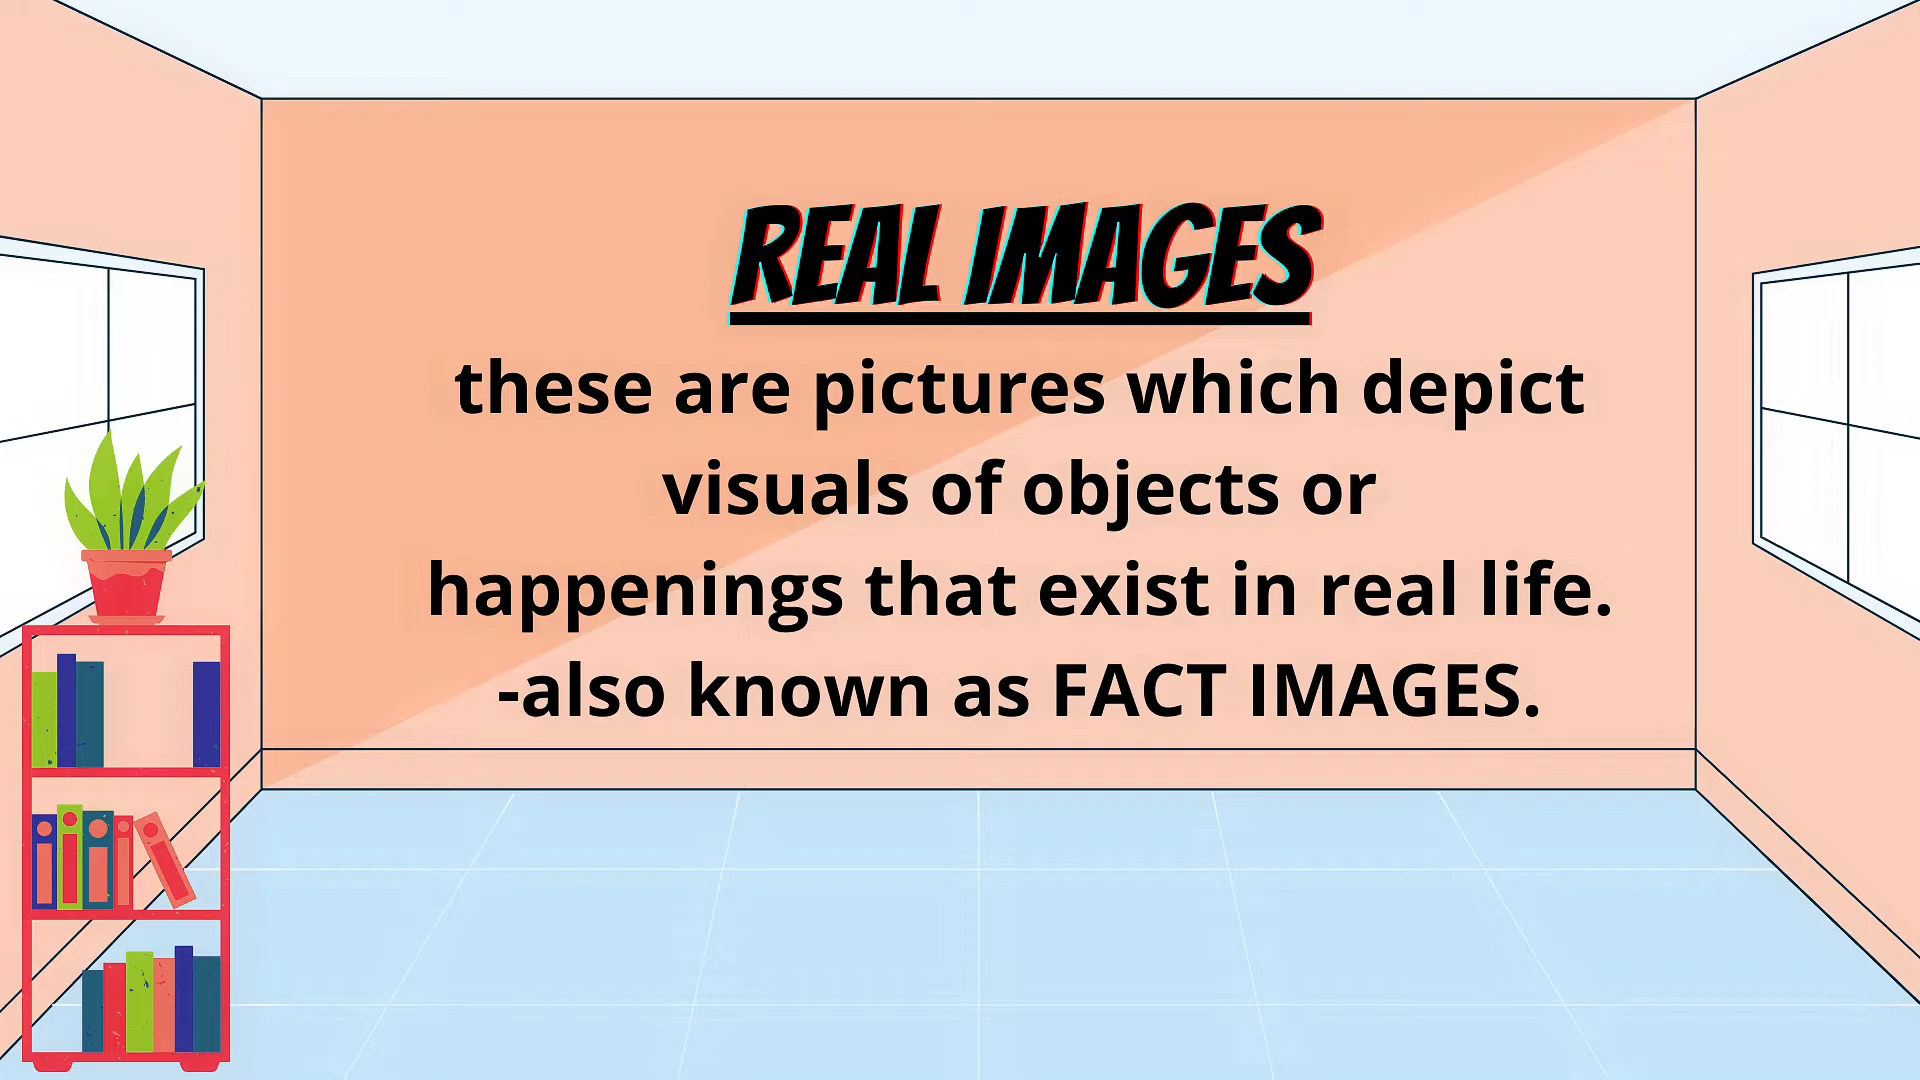 REAL IMAGES
these are pictures which depict
visuals of objects or
happenings that exist in real life.
-also known as FACT IMAGES.